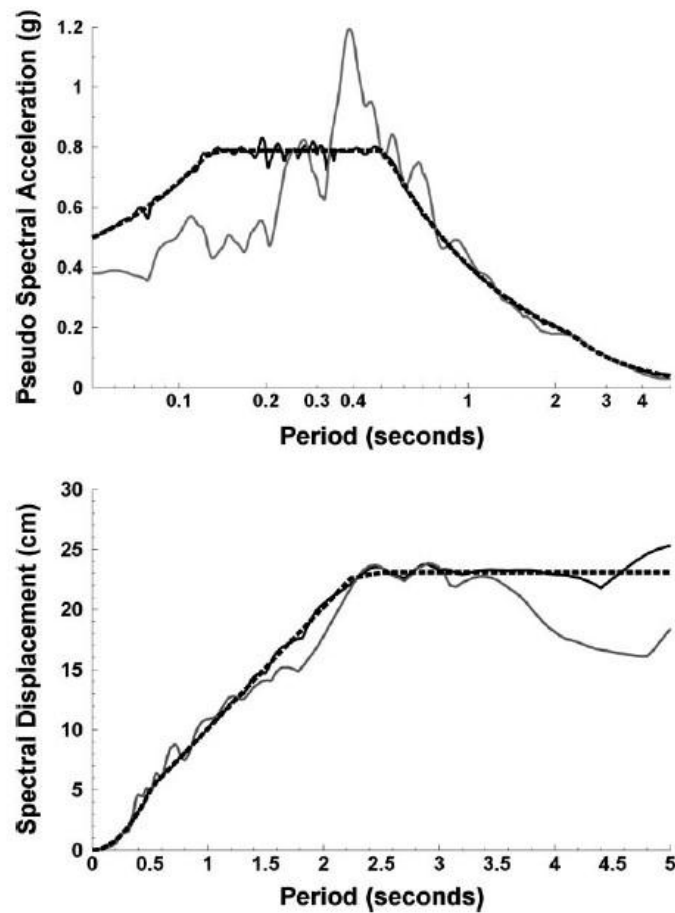 Pseudo Spectral Acceleration (g)
1.2
1
0.8
0.6
0.4
0.2
0
0.1 0.2 0.3 0.4 1 2 3 4
Period (seconds)
Spectral Displacement (cm)
30
25
20
15
10
5
0
0 0.5 1 1.5 2 2.5 3 3.5 4 4.5 5
Period (seconds)